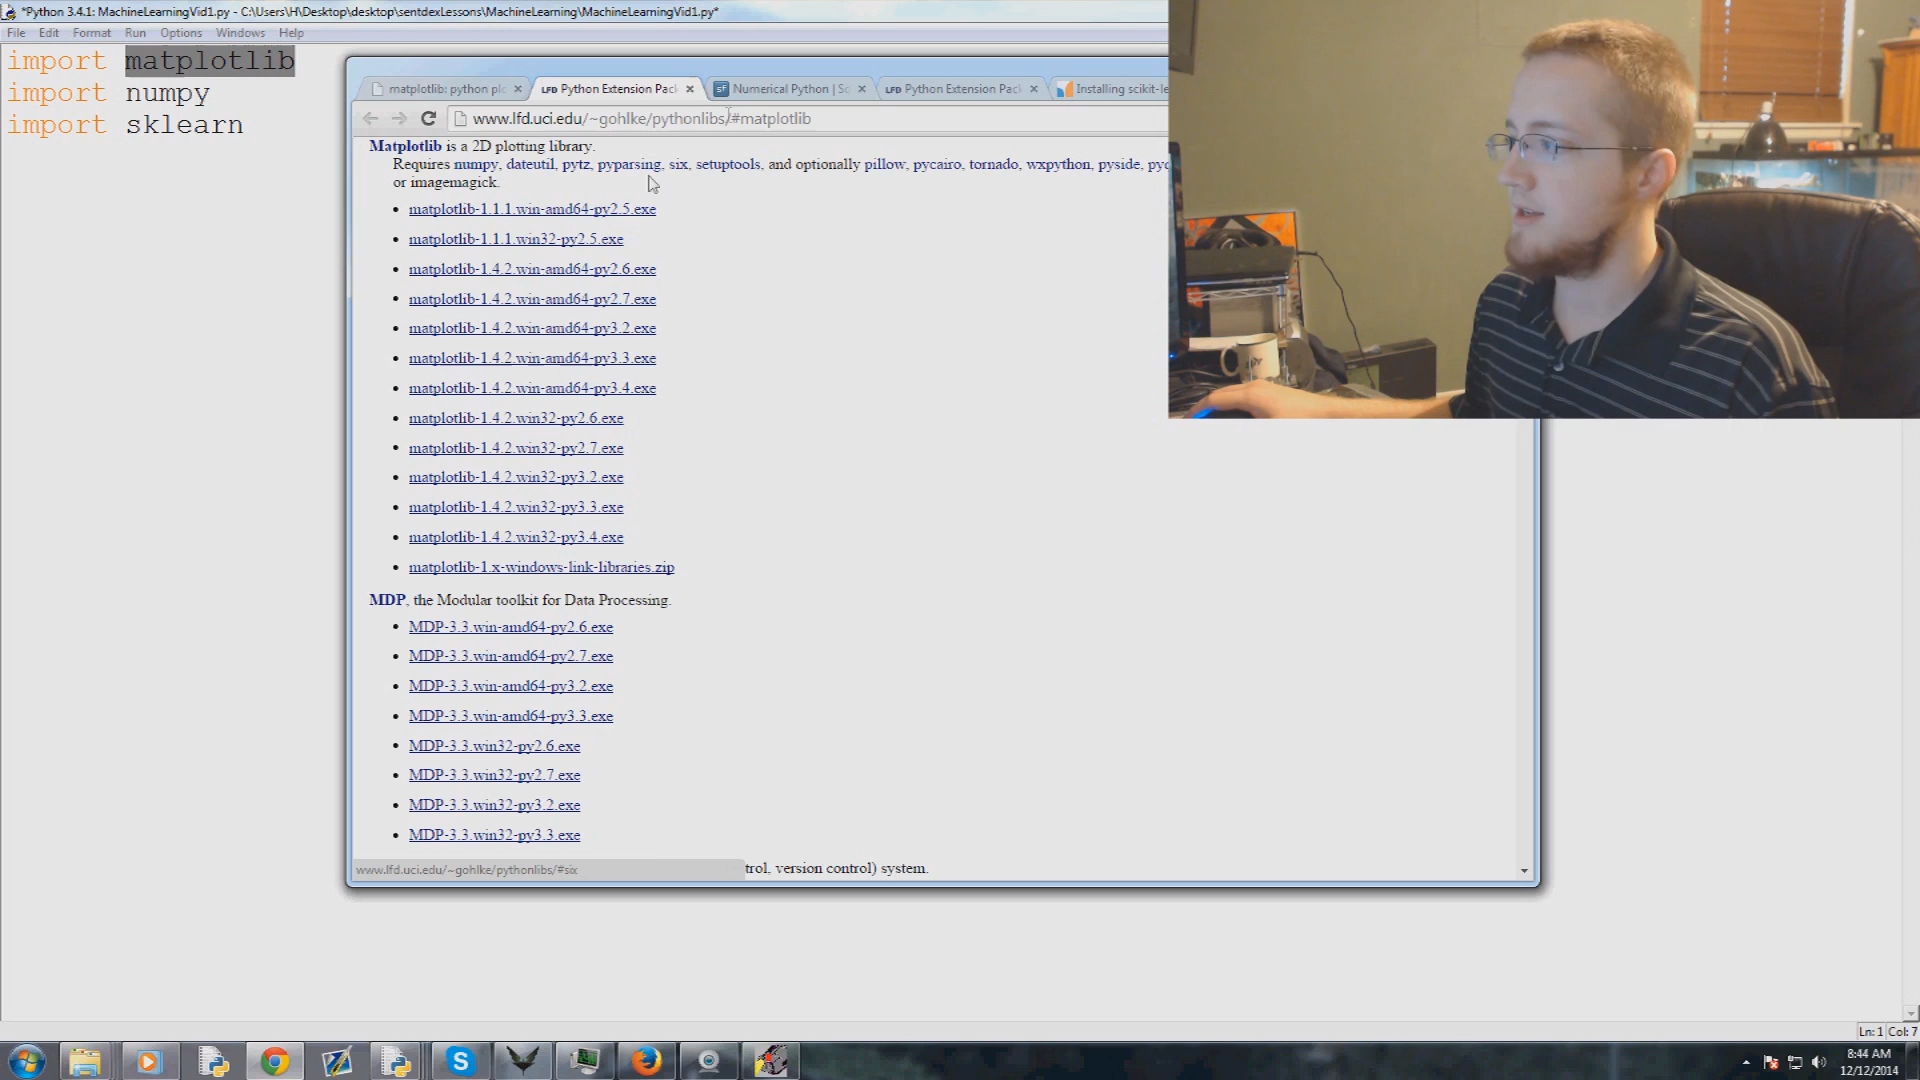 *Python 3.4.1: MachineLearningVid1.py - C:\Users\H\Desktop\desktop\sentdexLessons\MachineLearning\MachineLearningVid1.py*
File Edit Format Run Options Windows Help
import matplotlib
import numpy
import sklearn
matplotlib: python plo
LFD Python Extension Pack
sf Numerical Python | So
LFD Python Extension Pack
Installing scikit-le
www.lfd.uci.edu/~gohlke/pythonlibs/#matplotlib
Matplotlib is a 2D plotting library.
Requires numpy, dateutil, pytz, pyparsing, six, setuptools, and optionally pillow, pycairo, tornado, wxpython, pyside,
or imagemagick.
matplotlib-1.1.1.win-amd64-py2.5.exe
matplotlib-1.1.1.win32-py2.5.exe
matplotlib-1.4.2.win-amd64-py2.6.exe
matplotlib-1.4.2.win-amd64-py2.7.exe
matplotlib-1.4.2.win-amd64-py3.2.exe
matplotlib-1.4.2.win-amd64-py3.3.exe
matplotlib-1.4.2.win-amd64-py3.4.exe
matplotlib-1.4.2.win32-py2.6.exe
matplotlib-1.4.2.win32-py2.7.exe
matplotlib-1.4.2.win32-py3.2.exe
matplotlib-1.4.2.win32-py3.3.exe
matplotlib-1.4.2.win32-py3.4.exe
matplotlib-1.x-windows-link-libraries.zip
MDP, the Modular toolkit for Data Processing.
MDP-3.3.win-amd64-py2.6.exe
MDP-3.3.win-amd64-py2.7.exe
MDP-3.3.win-amd64-py3.2.exe
MDP-3.3.win-amd64-py3.3.exe
MDP-3.3.win32-py2.6.exe
MDP-3.3.win32-py2.7.exe
MDP-3.3.win32-py3.2.exe
MDP-3.3.win32-py3.3.exe
trol, version control) system.
www.lfd.uci.edu/~gohlke/pythonlibs/#six
Ln: 1 Col: 7
8:44 AM
12/12/2014